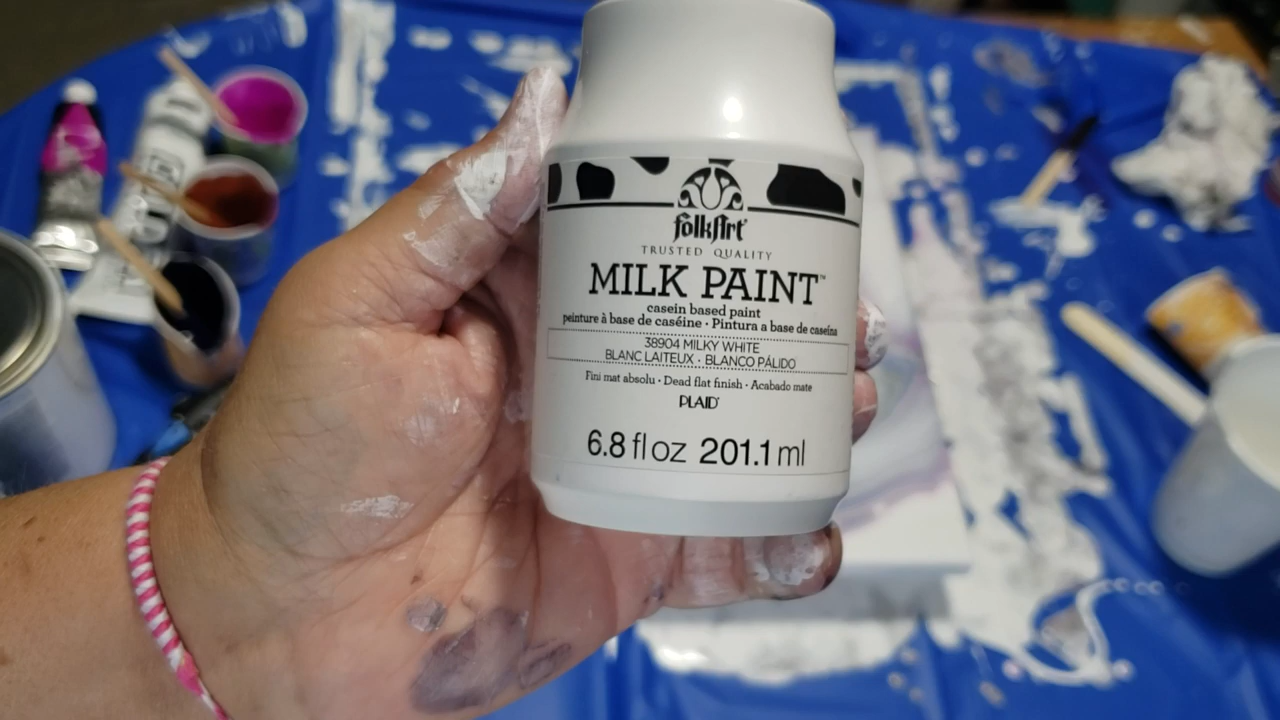 folkArt
TRUSTED QUALITY
MILK PAINT™
casein based paint
peinture à base de caséine • Pintura a base de caseína
38904 MILKY WHITE
BLANC LAITEUX • BLANCO PÁLIDO
Fini mat absolu • Dead flat finish • Acabado mate
PLAID®
6.8 fl oz 201.1 ml